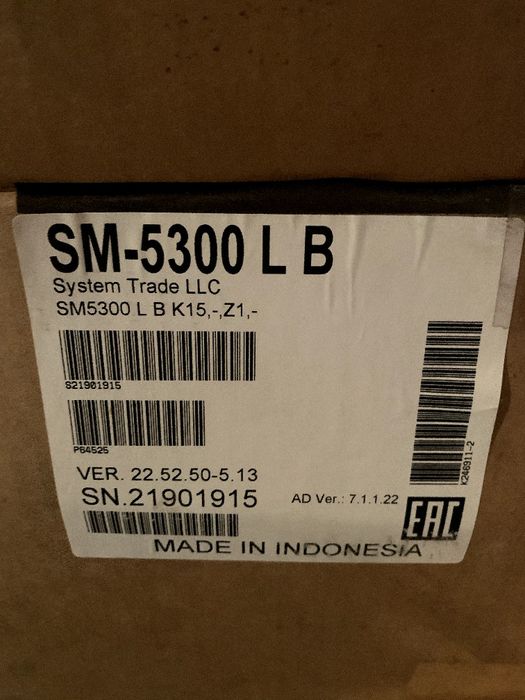 SM-5300 L B
System Trade LLC
SM5300 L B K15,-,Z1,-
S21901915
P64525
K246911-2
VER. 22.52.50-5.13
SN.21901915
AD Ver.: 7.1.1.22
EAC
MADE IN INDONESIA